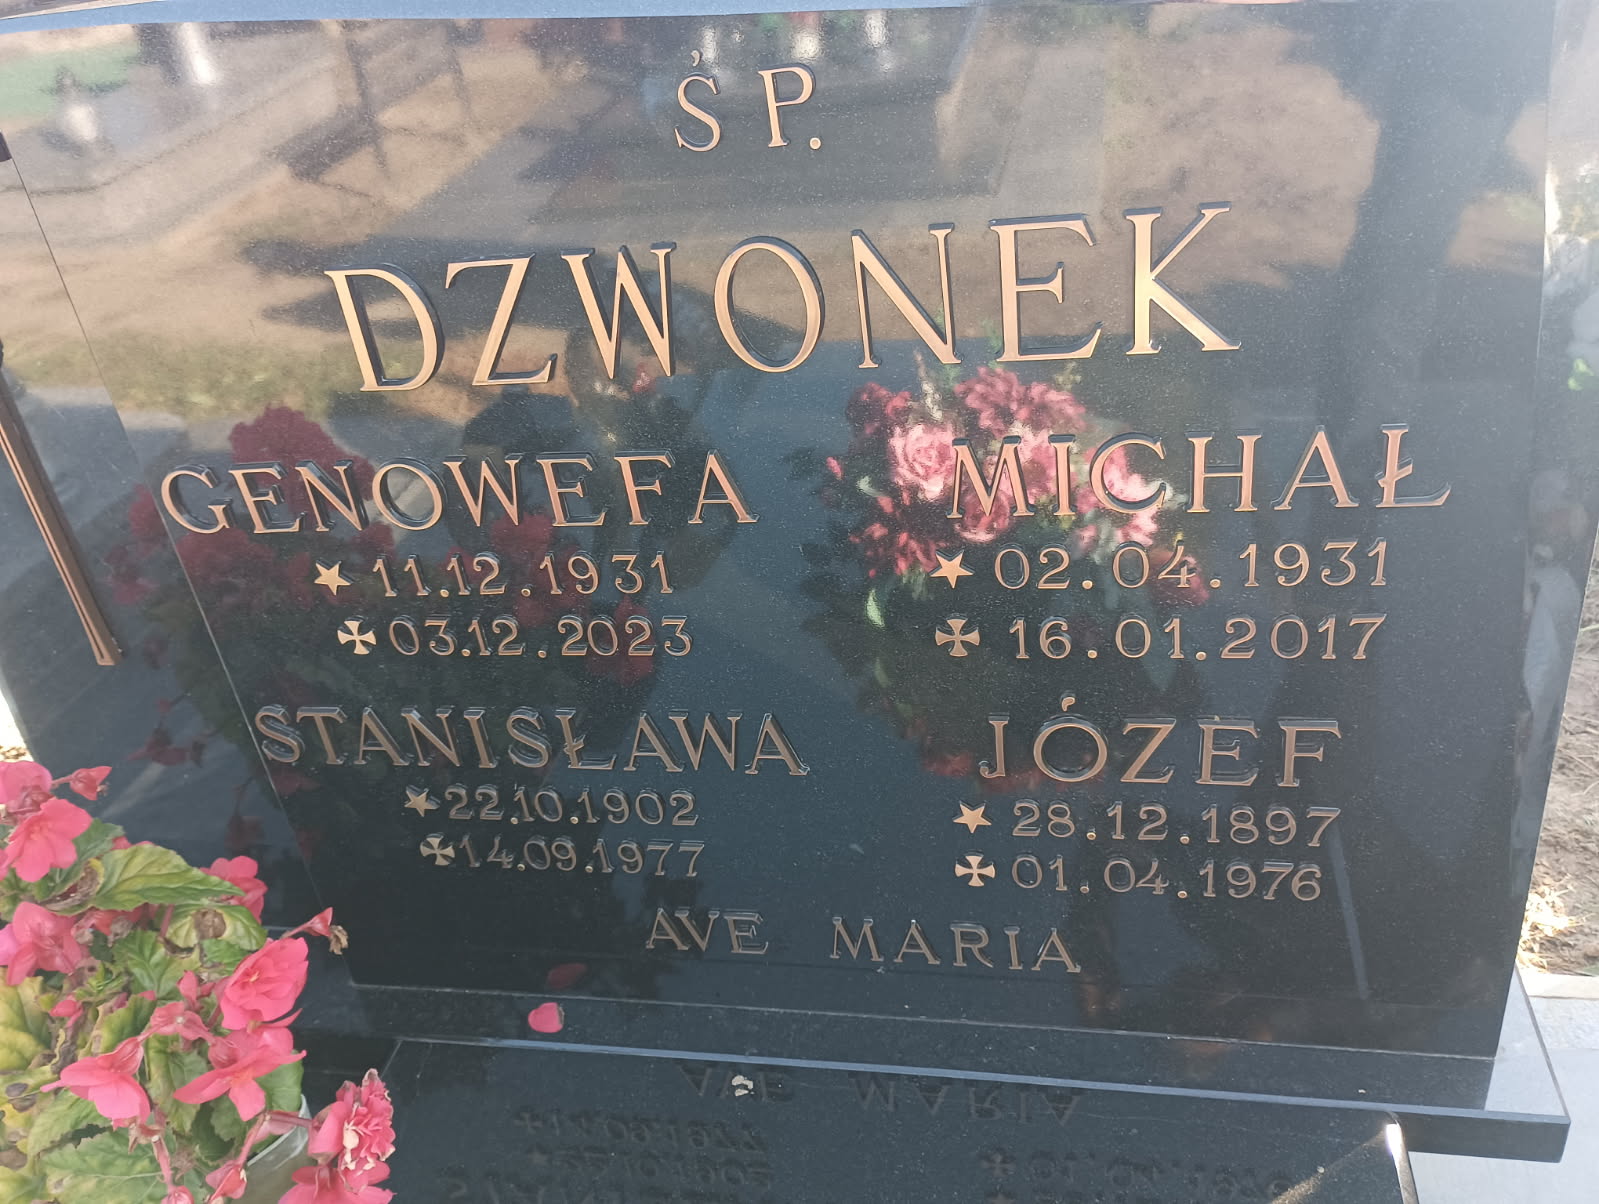 Ś P.
DZWONEK
GENOWEFA
★ 11.12.1931
✠ 03.12.2023
MICHAŁ
★ 02.04.1931
✠ 16.01.2017
STANISŁAWA
★ 22.10.1902
✠ 14.09.1977
JÓZEF
★ 28.12.1897
✠ 01.04.1976
AVE MARIA